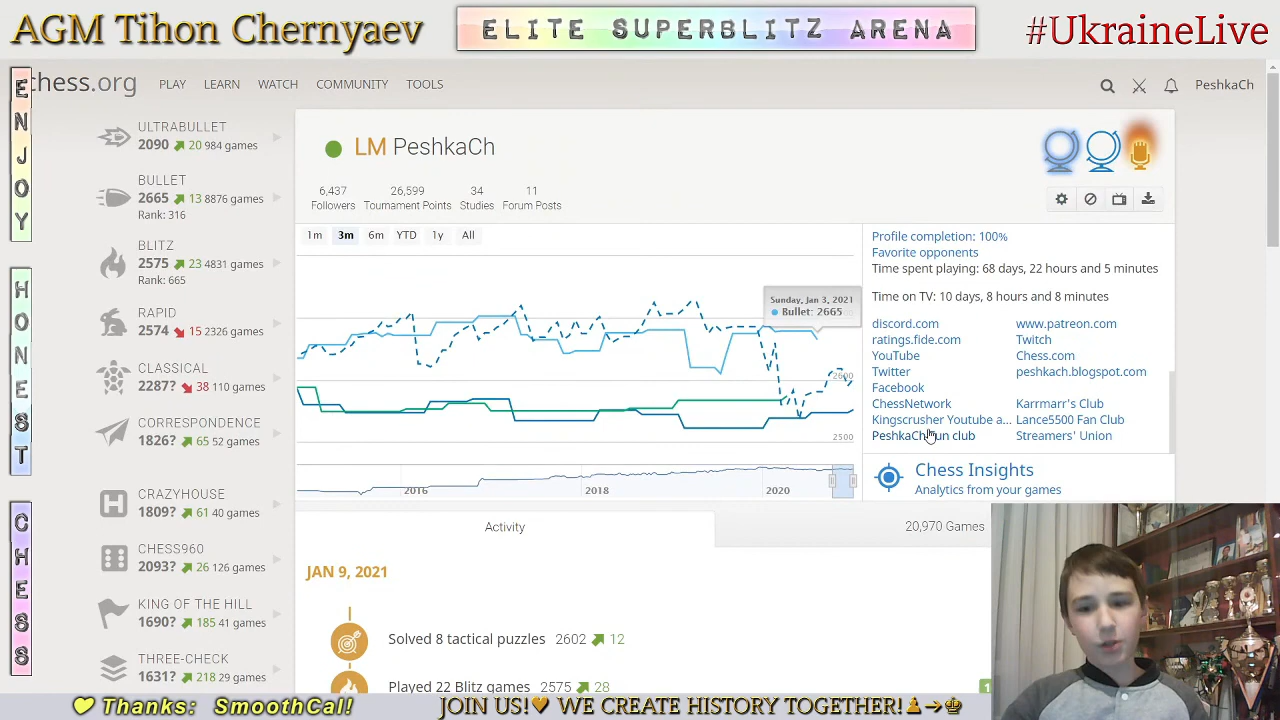 AGM Tihon Chernyaev
ELITE SUPERBLITZ ARENA
#UkraineLive
ENJOY
HONEST
CHESS
chess.org
PLAY LEARN WATCH COMMUNITY TOOLS
PeshkaCh
ULTRABULLET
2090 20 984 games
BULLET
2665 13 8876 games
Rank: 316
BLITZ
2575 23 4831 games
Rank: 665
RAPID
2574 15 2326 games
CLASSICAL
2287? 38 110 games
CORRESPONDENCE
1826? 65 52 games
CRAZYHOUSE
1809? 61 40 games
CHESS960
2093? 26 126 games
KING OF THE HILL
1690? 185 41 games
THREE-CHECK
1631? 218 29 games
LM PeshkaCh
6,437 26,599 34 11
Followers Tournament Points Studies Forum Posts
1m 3m 6m YTD 1y All
Sunday, Jan 3, 2021
Bullet: 2665
2600
2500
2016 2018 2020
Profile completion: 100%
Favorite opponents
Time spent playing: 68 days, 22 hours and 5 minutes
Time on TV: 10 days, 8 hours and 8 minutes
discord.com www.patreon.com
ratings.fide.com Twitch
YouTube Chess.com
Twitter peshkach.blogspot.com
Facebook
ChessNetwork Karrmarr's Club
Kingscrusher Youtube a... Lance5500 Fan Club
PeshkaCh fun club Streamers' Union
Chess Insights
Analytics from your games
Activity 20,970 Games
JAN 9, 2021
Solved 8 tactical puzzles 2602 12
Played 22 Blitz games 2575 28
1
Thanks: SmoothCal!
JOIN US! WE CREATE HISTORY TOGETHER!